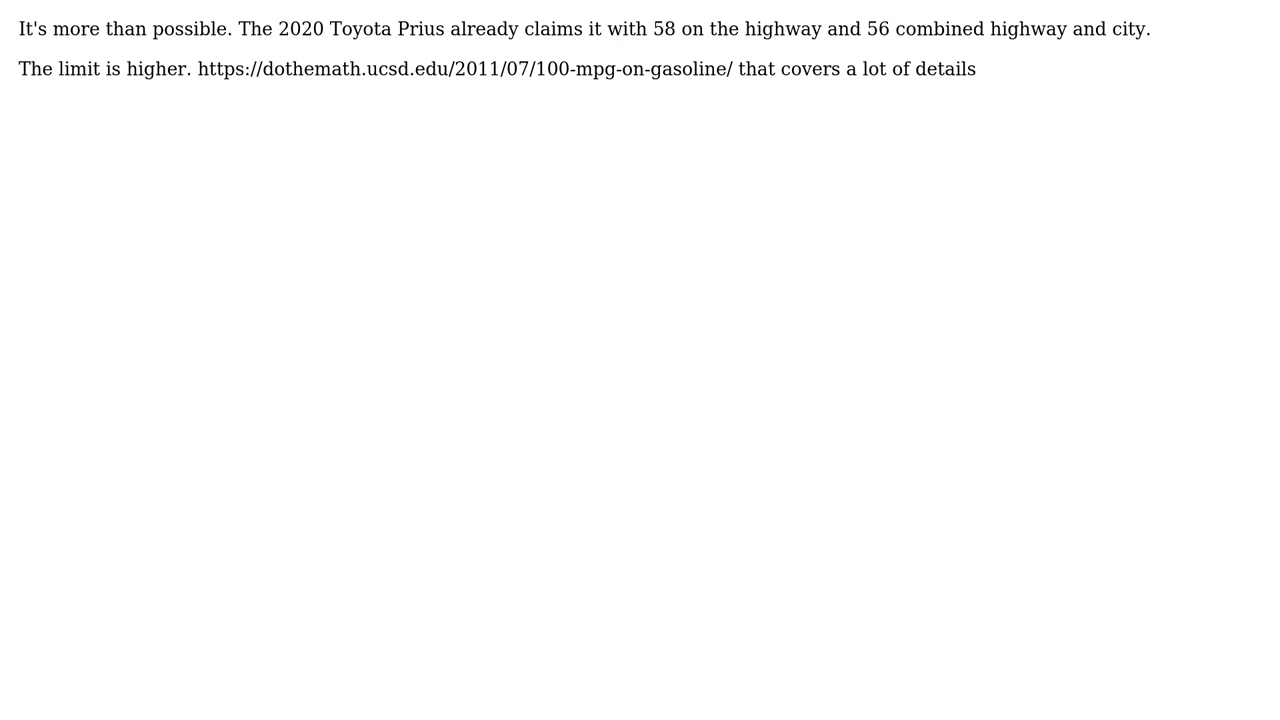 It's more than possible. The 2020 Toyota Prius already claims it with 58 on the highway and 56 combined highway and city.
The limit is higher. https://dothemath.ucsd.edu/2011/07/100-mpg-on-gasoline/ that covers a lot of details